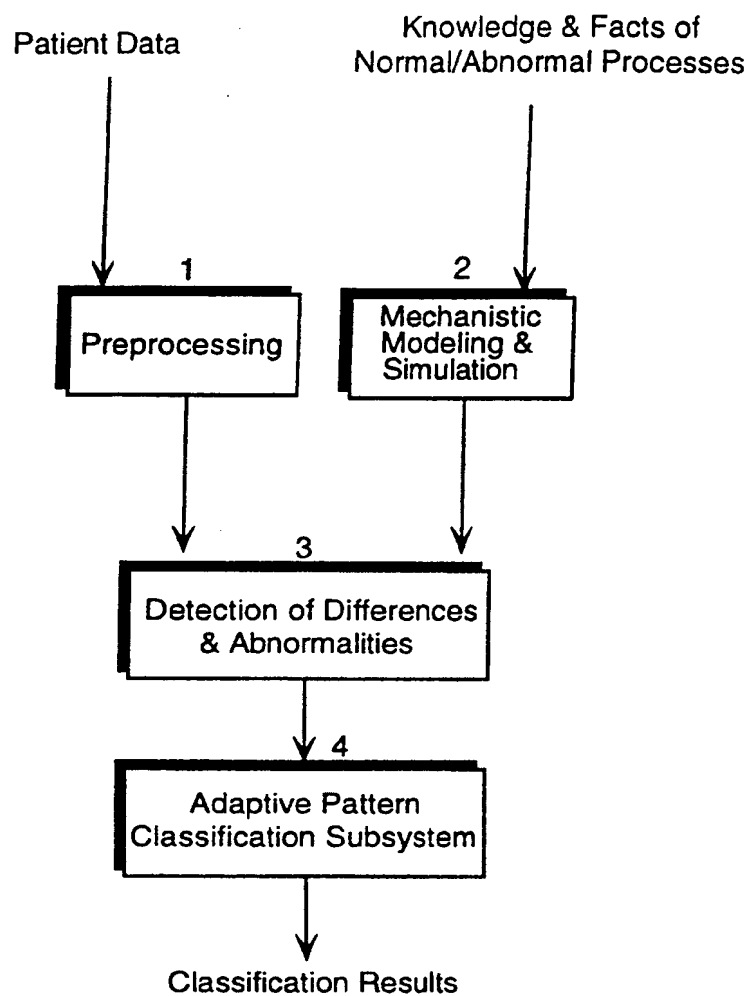 Patient Data
Knowledge & Facts of
Normal/Abnormal Processes
1
Preprocessing
2
Mechanistic
Modeling &
Simulation
3
Detection of Differences
& Abnormalities
4
Adaptive Pattern
Classification Subsystem
Classification Results